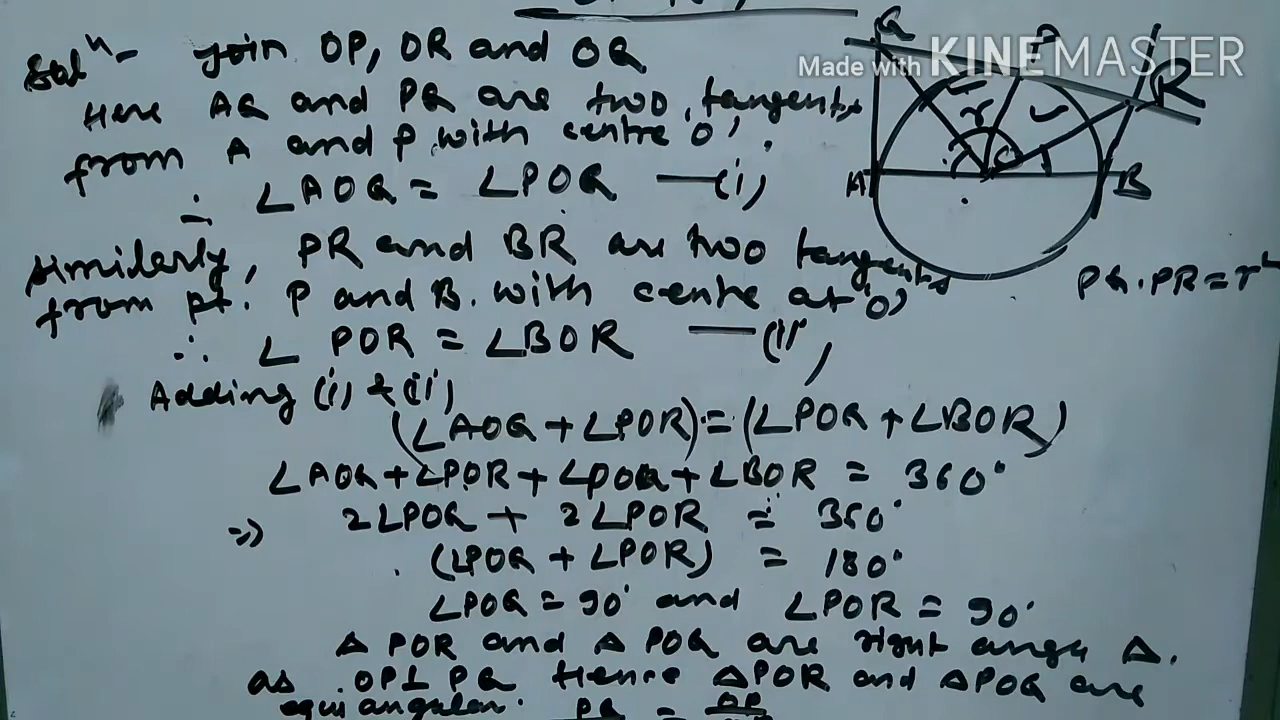 Made with KINEMASTER
Solⁿ- Join OP, OR and OQ
Here AQ and PQ are two tangents
from A and P with centre 'O'.
∴ ∠AOQ = ∠POQ —(i)
Similarly, PR and BR are two tangents
from pt. P and B. with centre at 'O'
∴ ∠ POR = ∠BOR —(ii)
Adding (i) & (ii)
(∠AOQ + ∠POR) = (∠POQ + ∠BOR)
∠AOQ + ∠POR + ∠POQ + ∠BOR = 360°
=> 2∠POQ + 2∠POR = 360°
(∠POQ + ∠POR) = 180°
∠POQ = 90° and ∠POR = 90°
Δ POR and Δ POQ are right angle Δ.
as OP⊥PQ Hence ΔPOR and ΔPOQ are
equiangular. PQ = OP
Q
P
R
r
A
O
B
PQ.PR = r²